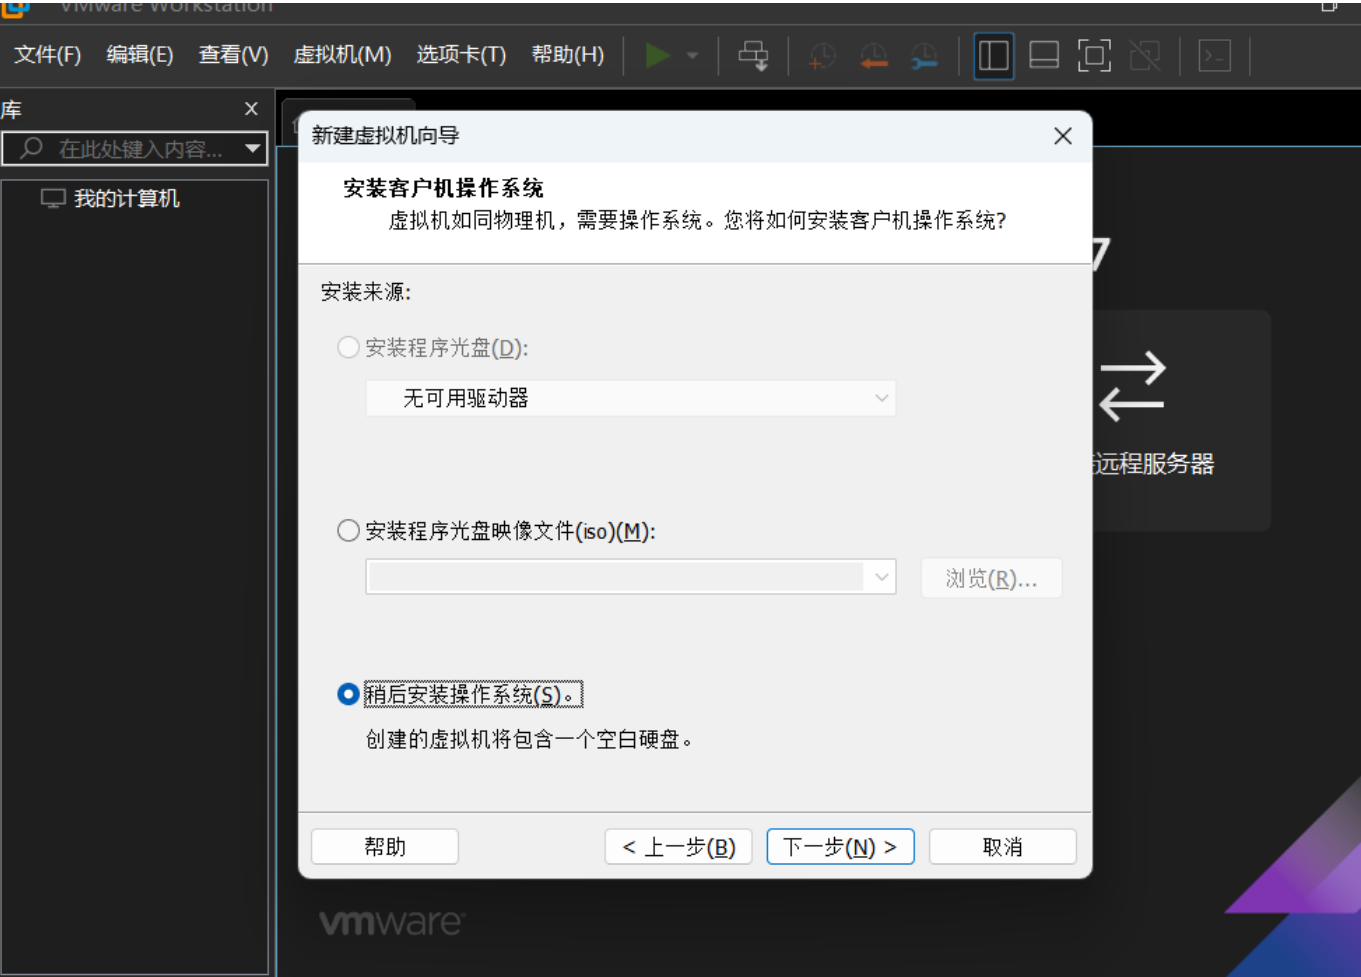 VMware Workstation
文件(F) 编辑(E) 查看(V) 虚拟机(M) 选项卡(T) 帮助(H)
库
在此处键入内容...
我的计算机
新建虚拟机向导
安装客户机操作系统
虚拟机如同物理机，需要操作系统。您将如何安装客户机操作系统?
7
安装来源:
安装程序光盘(D):
无可用驱动器
远程服务器
安装程序光盘映像文件(iso)(M):
浏览(R)...
稍后安装操作系统(S)。
创建的虚拟机将包含一个空白硬盘。
帮助 < 上一步(B) 下一步(N) > 取消
vmware